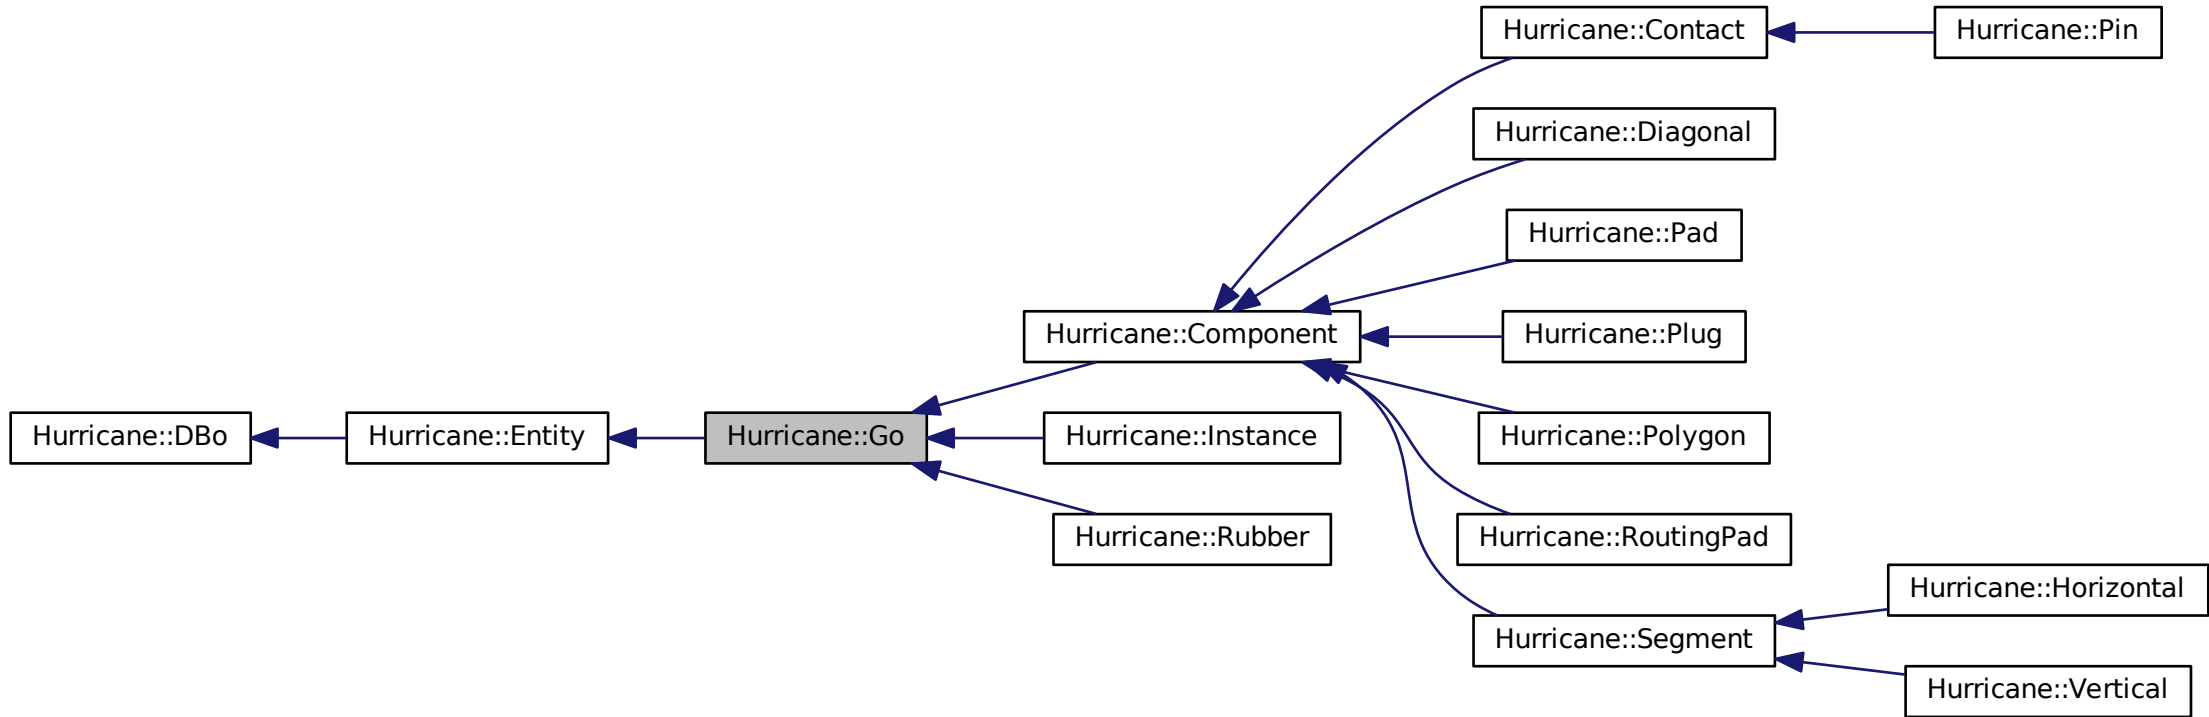 Hurricane::Contact
Hurricane::Pin
Hurricane::Diagonal
Hurricane::Pad
Hurricane::Component
Hurricane::Plug
Hurricane::DBo
Hurricane::Entity
Hurricane::Go
Hurricane::Instance
Hurricane::Polygon
Hurricane::Rubber
Hurricane::RoutingPad
Hurricane::Horizontal
Hurricane::Segment
Hurricane::Vertical